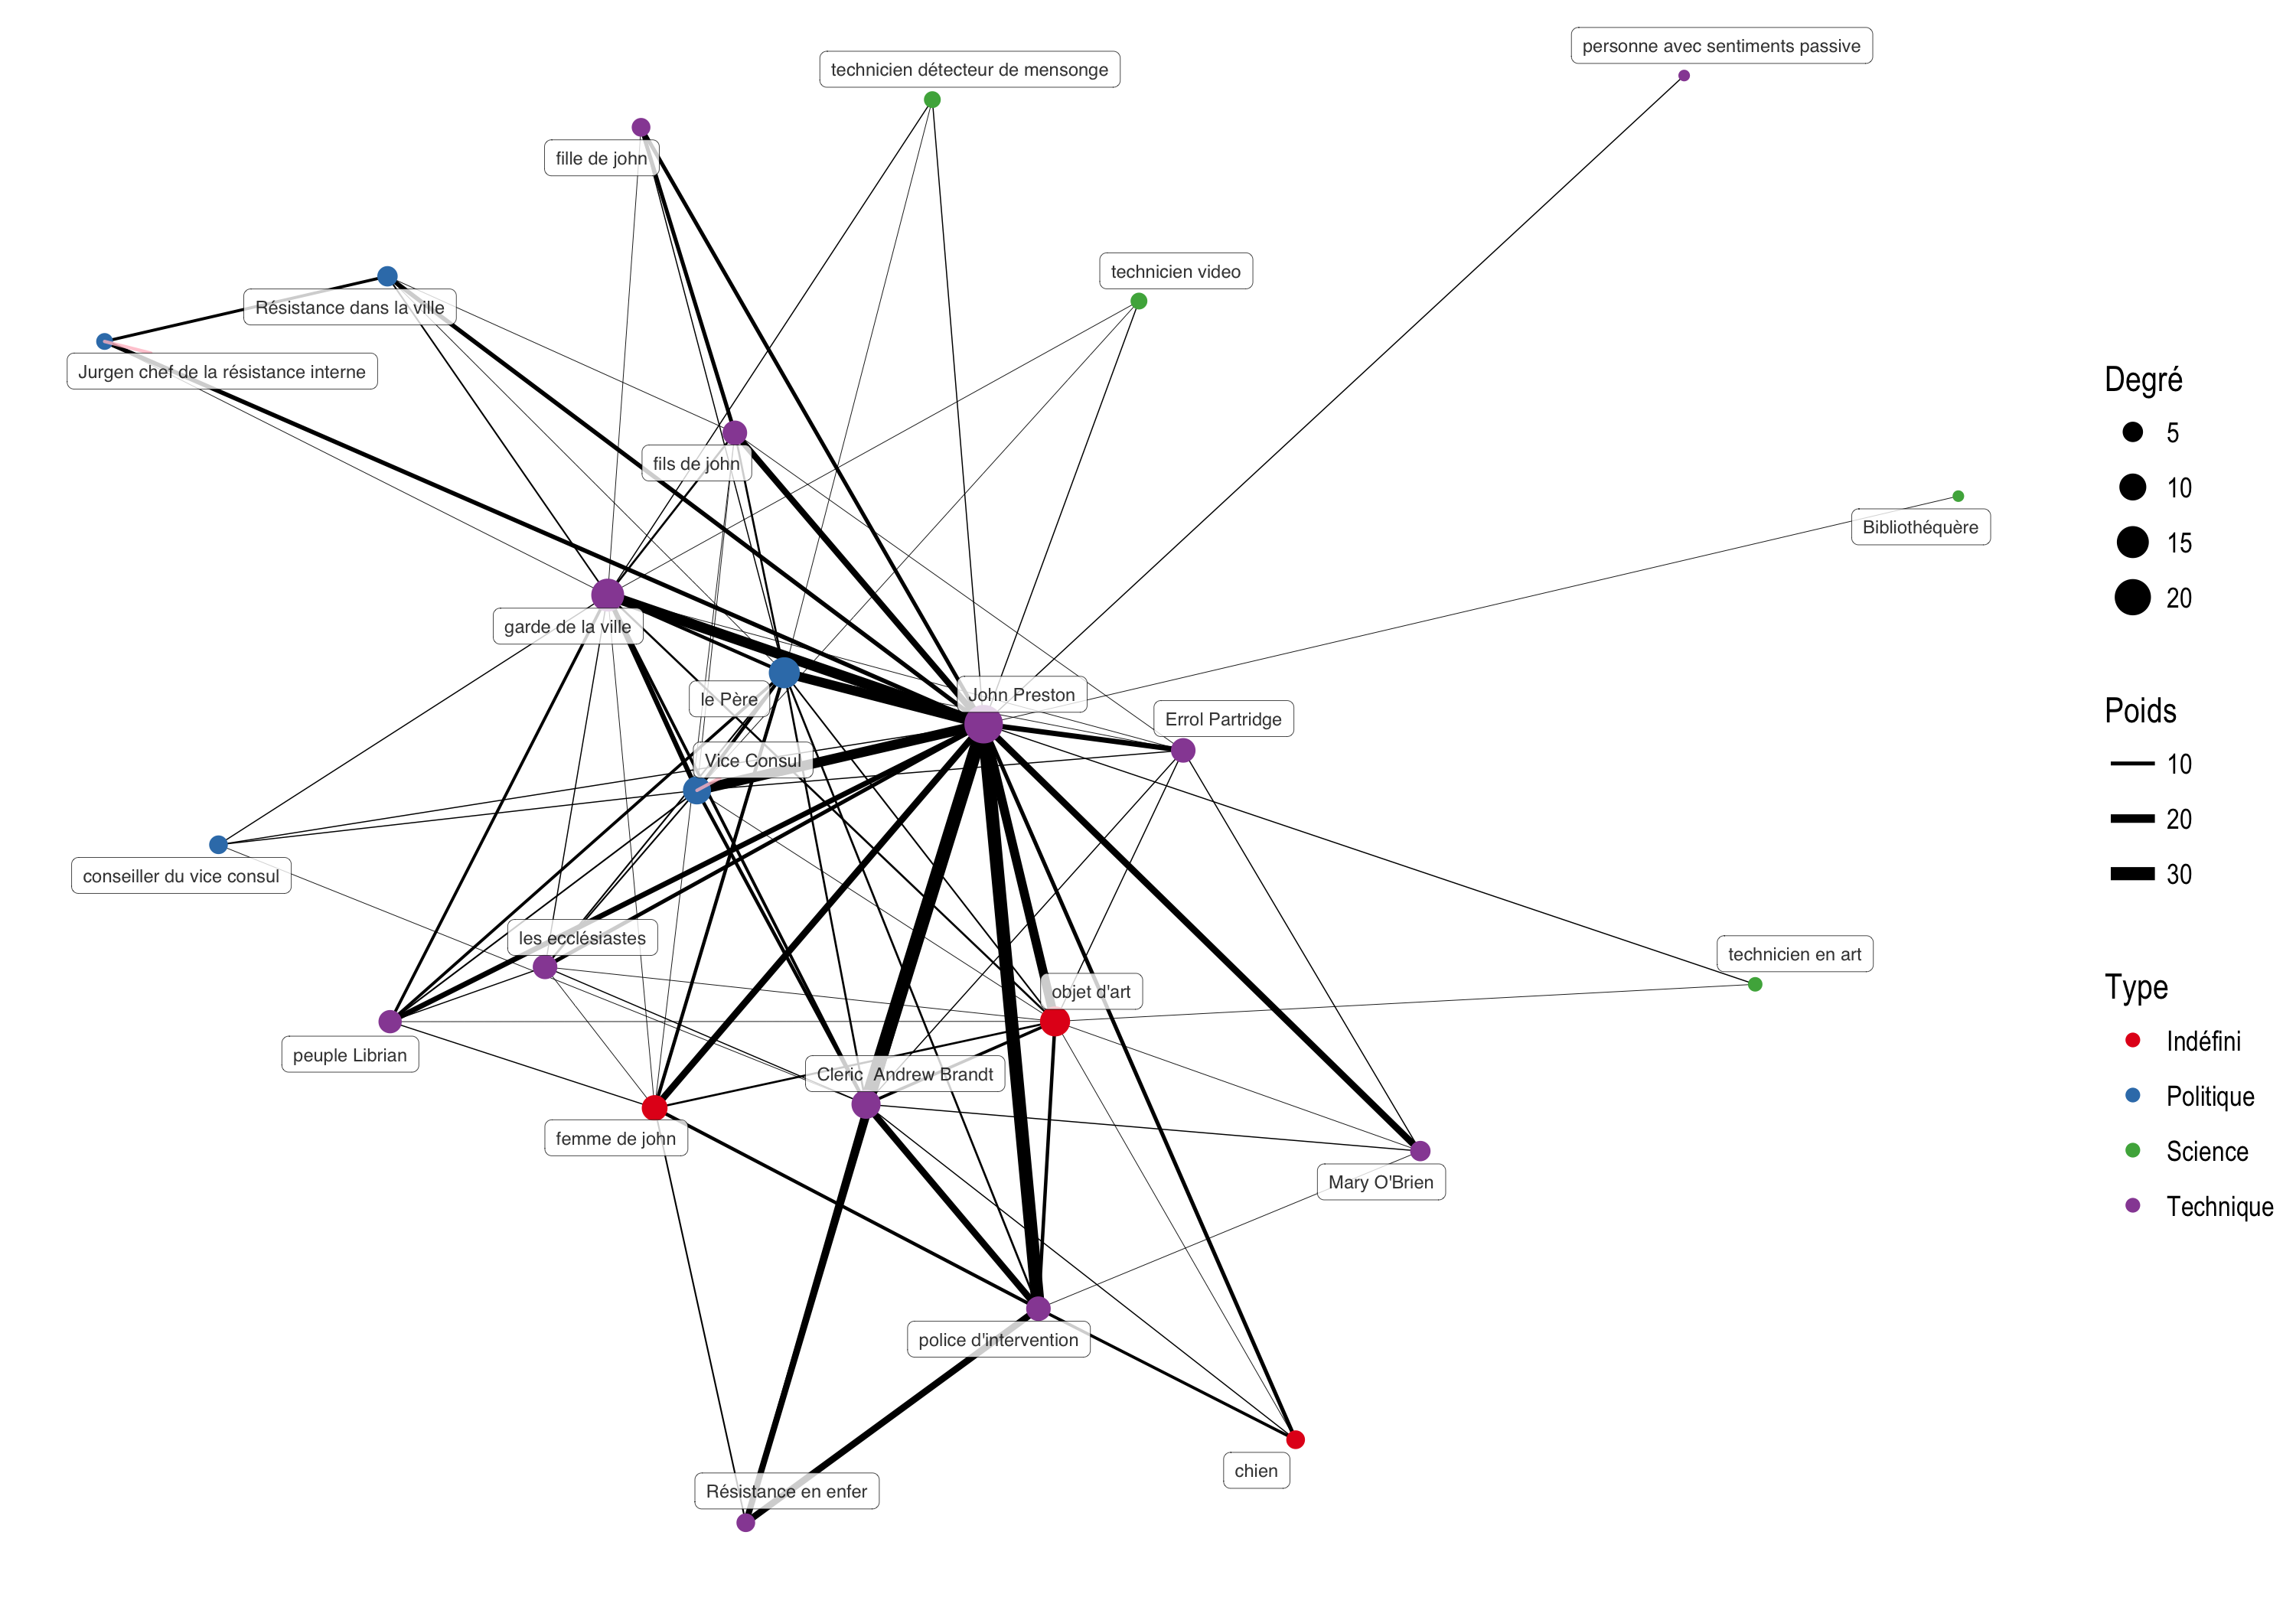 personne avec sentiments passive
technicien détecteur de mensonge
fille de john
technicien video
Résistance dans la ville
Jurgen chef de la résistance interne
fils de john
Bibliothéquère
garde de la ville
le Père
John Preston
Errol Partridge
Vice Consul
conseiller du vice consul
les ecclésiastes
technicien en art
objet d'art
peuple Librian
Cleric  Andrew Brandt
femme de john
Mary O'Brien
police d'intervention
chien
Résistance en enfer
Degré
5
10
15
20
Poids
10
20
30
Type
Indéfini
Politique
Science
Technique